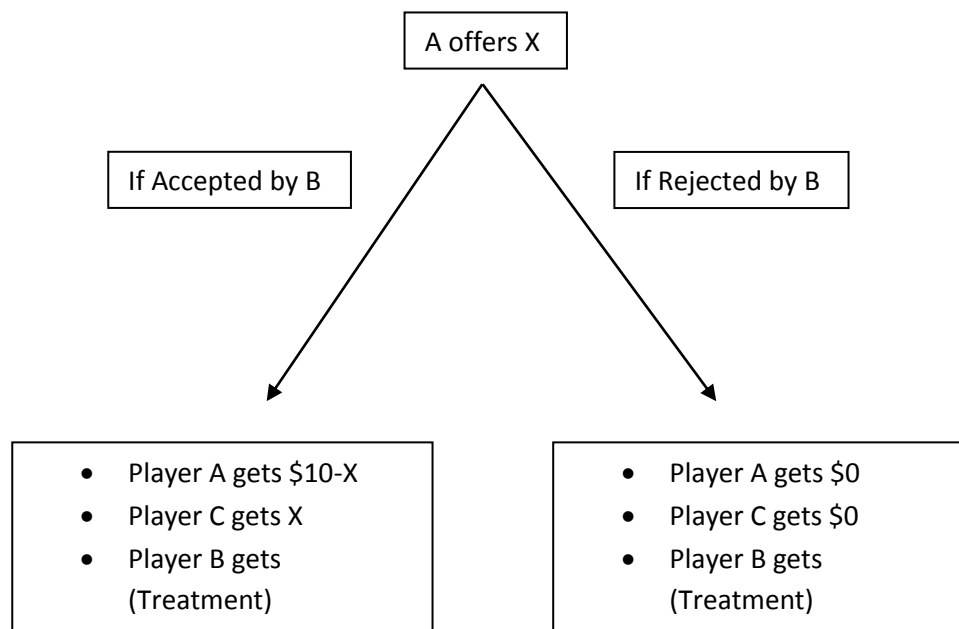 A offers X
If Accepted by B
If Rejected by B
• Player A gets $10-X
• Player C gets X
• Player B gets
(Treatment)
• Player A gets $0
• Player C gets $0
• Player B gets
(Treatment)